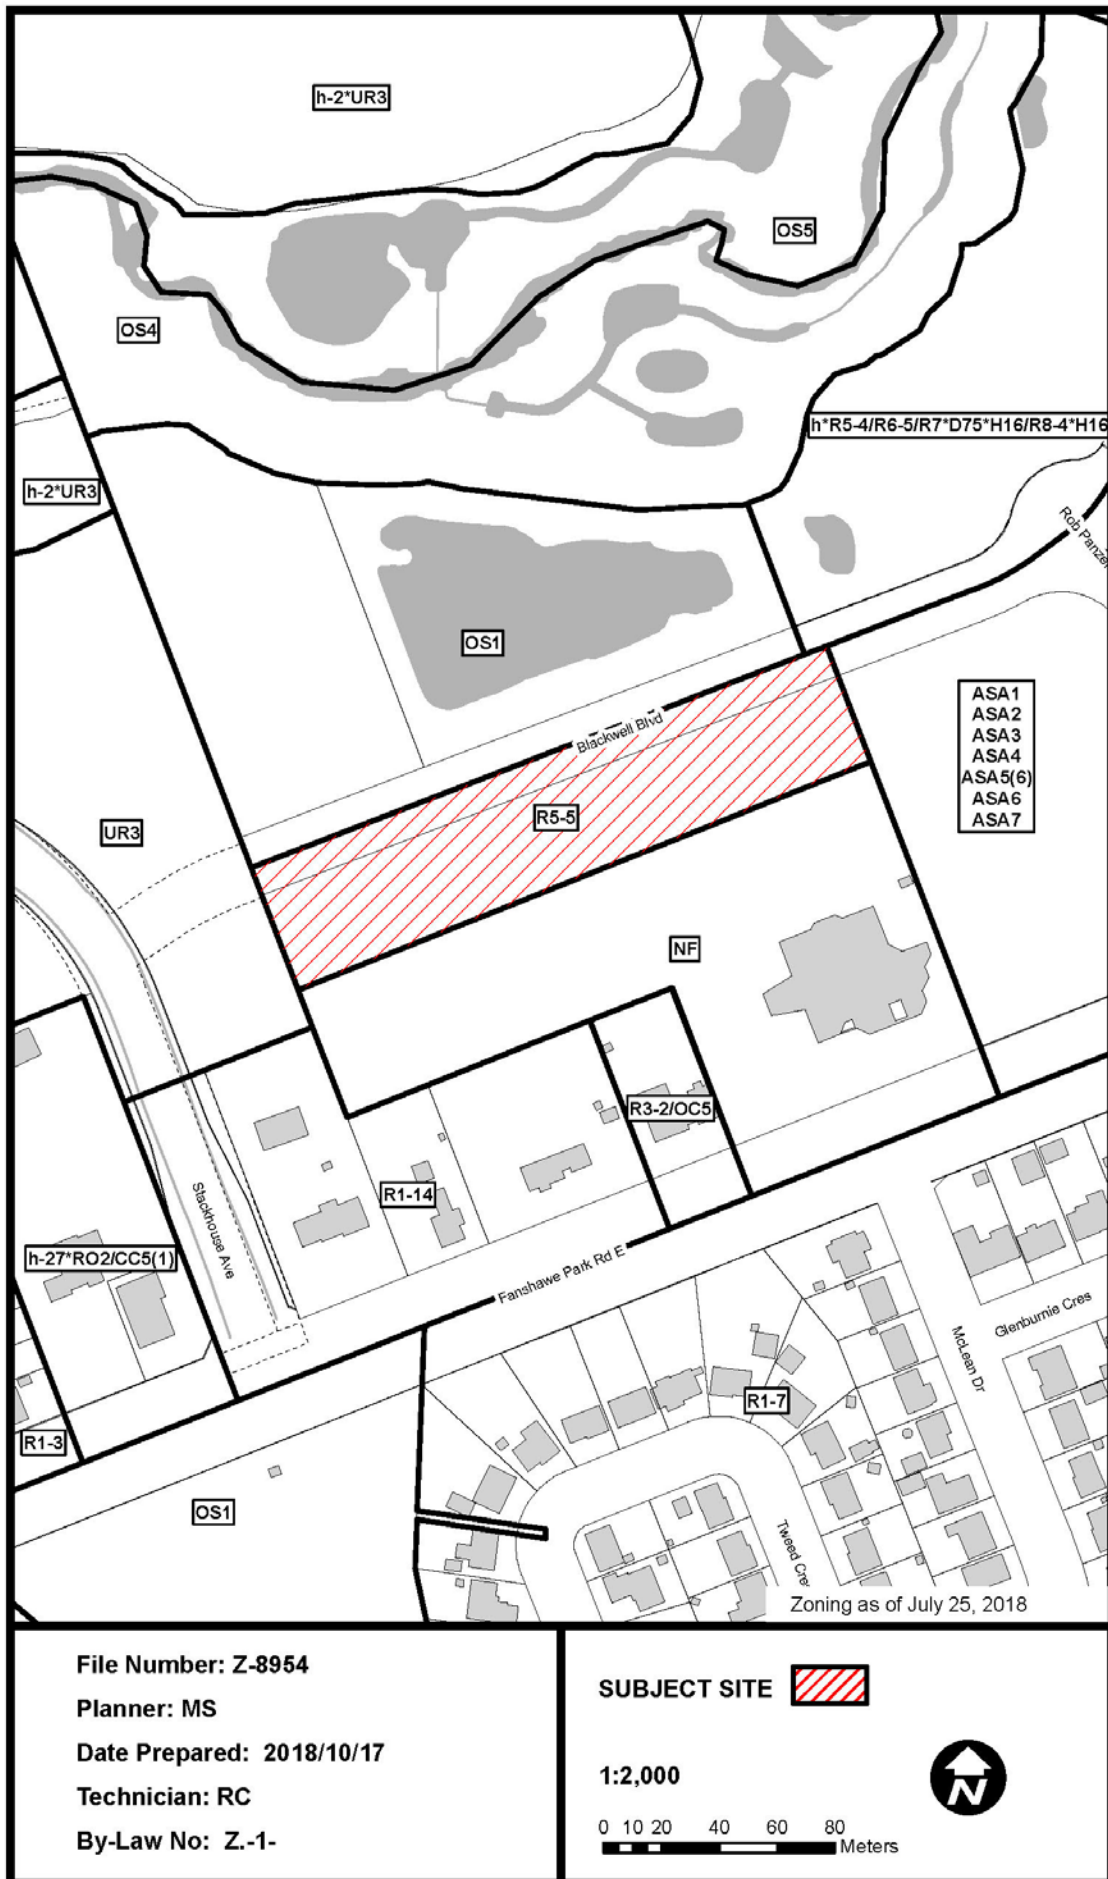 h-2*UR3
OS5
OS4
h*R5-4/R6-5/R7*D75*H16/R8-4*H16
h-2*UR3
Rob Panzer
OS1
ASA1
ASA2
ASA3
ASA4
ASA5(6)
ASA6
ASA7
Blackwell Blvd
R5-5
UR3
NF
R3-2/OC5
R1-14
Stackhouse Ave
h-27*RO2/CC5(1)
Fanshawe Park Rd E
Glenburnie Cres
McLean Dr
R1-7
R1-3
OS1
Tweed Cres
Zoning as of July 25, 2018
File Number: Z-8954
Planner: MS
Date Prepared: 2018/10/17
Technician: RC
By-Law No: Z.-1-
SUBJECT SITE
1:2,000
0 10 20 40 60 80
Meters
N